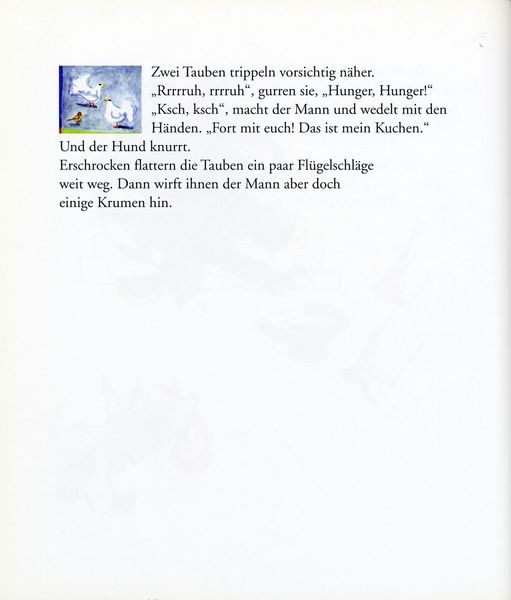 Zwei Tauben trippeln vorsichtig näher.
„Rrrrruh, rrrruh“, gurren sie, „Hunger, Hunger!“
„Ksch, ksch“, macht der Mann und wedelt mit den
Händen. „Fort mit euch! Das ist mein Kuchen.“
Und der Hund knurrt.
Erschrocken flattern die Tauben ein paar Flügelschläge
weit weg. Dann wirft ihnen der Mann aber doch
einige Krumen hin.